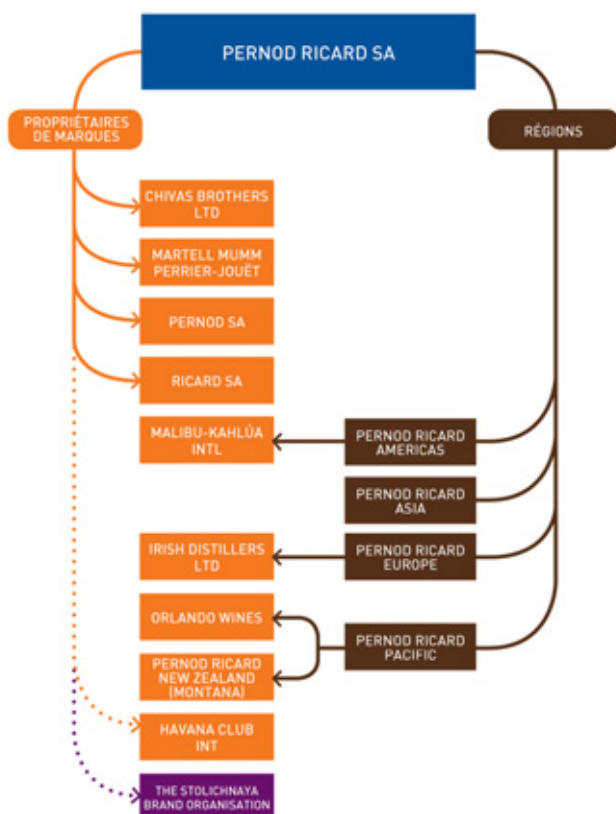 PERNOD RICARD SA
PROPRIÉTAIRES
DE MARQUES
RÉGIONS
CHIVAS BROTHERS
LTD
MARTELL MUMM
PERRIER-JOUËT
PERNOD SA
RICARD SA
MALIBU-KAHLÚA
INTL
PERNOD RICARD
AMERICAS
PERNOD RICARD
ASIA
IRISH DISTILLERS
LTD
PERNOD RICARD
EUROPE
ORLANDO WINES
PERNOD RICARD
PACIFIC
PERNOD RICARD
NEW ZEALAND
(MONTANA)
HAVANA CLUB
INT
THE STOLICHNAYA
BRAND ORGANISATION